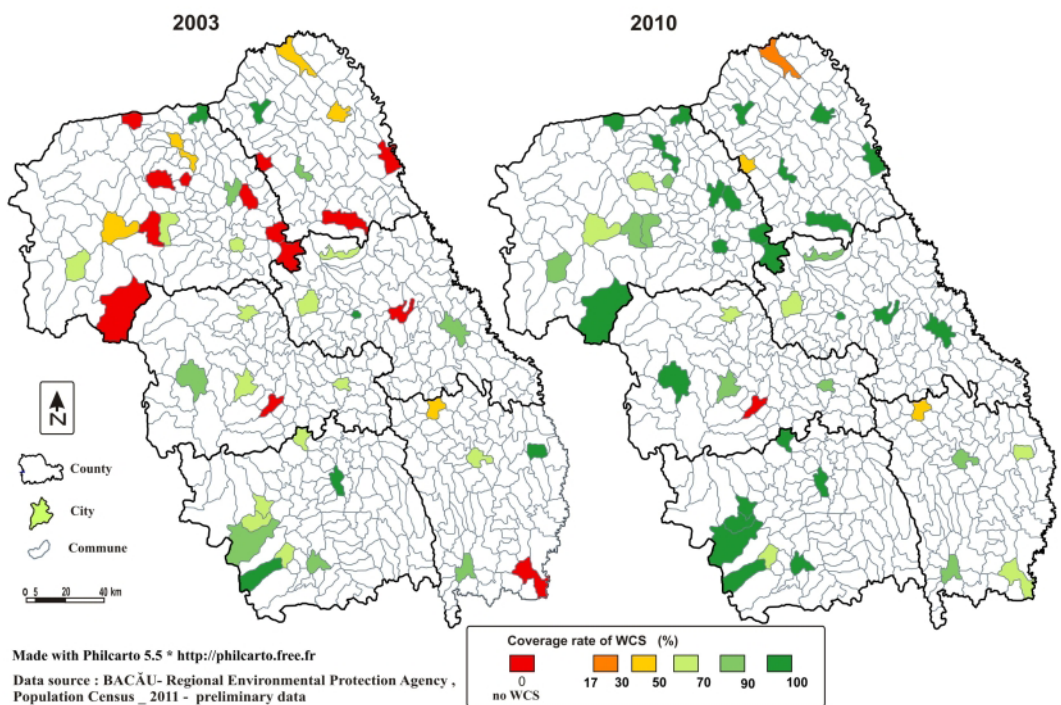 2003
2010
N
County
City
Commune
0 5 20 40 km
Made with Philcarto 5.5 * http://philcarto.free.fr
Data source : BACĂU- Regional Environmental Protection Agency ,
Population Census _ 2011 - preliminary data
Coverage rate of WCS (%)
0 17 30 50 70 90 100
no WCS